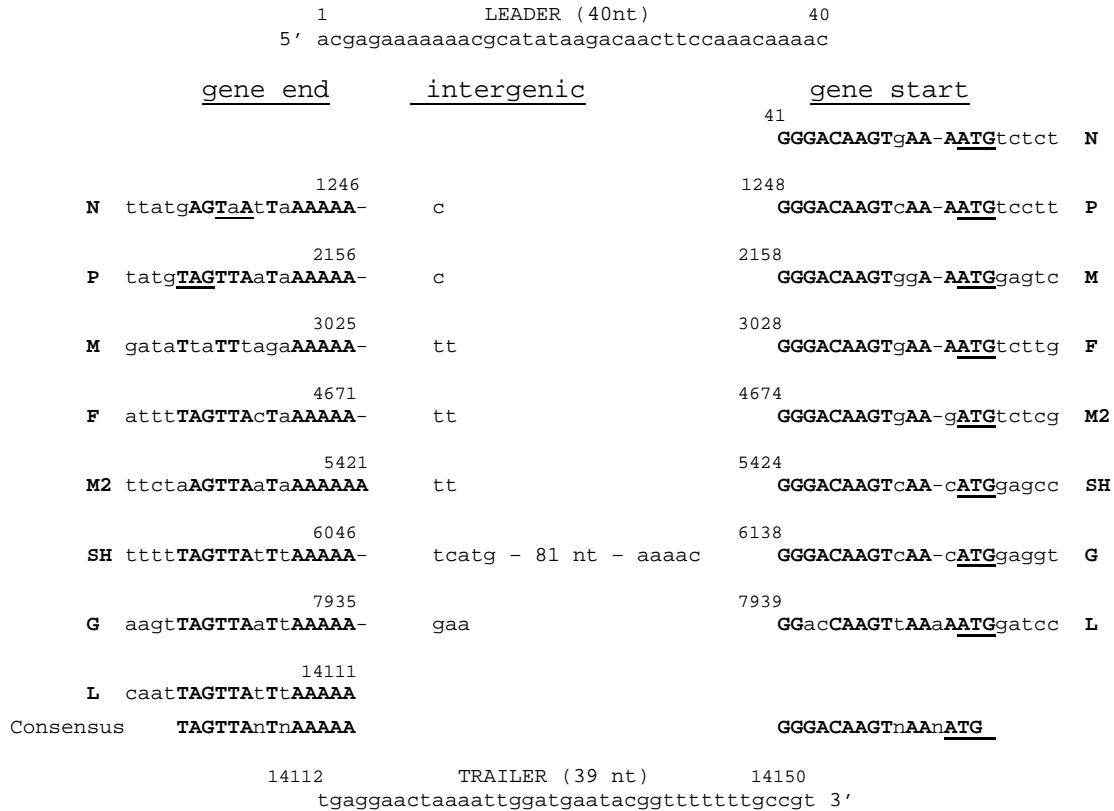 1 LEADER (40nt) 40
5’ acgagaaaaaaacgcatataagacaacttccaaacaaaac
gene end intergenic gene start
41
GGGACAAGTgAA-AATGtctct N
1246 1248
N ttatgAGTaAtTaAAAAA- c GGGACAAGTcAA-AATGtcctt P
2156 2158
P tatgTAGTTAaTaAAAAA- c GGGACAAGTggA-AATGgagtc M
3025 3028
M gataTtaTTtagaAAAAA- tt GGGACAAGTgAA-AATGtcttg F
4671 4674
F atttTAGTTAcTaAAAAA- tt GGGACAAGTgAA-gATGtctcg M2
5421 5424
M2 ttctaAGTTAaTaAAAAAA tt GGGACAAGTcAA-cATGgagcc SH
6046 6138
SH ttttTAGTTAtTtAAAAA- tcatg – 81 nt – aaaac GGGACAAGTcAA-cATGgaggt G
7935 7939
G aagtTAGTTAaTtAAAAA- gaa GGacCAAGTtAAaAATGgatcc L
14111
L caatTAGTTAtTtAAAAA
Consensus TAGTTAnTnAAAAA GGGACAAGTnAAnATG
14112 TRAILER (39 nt) 14150
tgaggaactaaaattggatgaatacggtttttttgccgt 3’